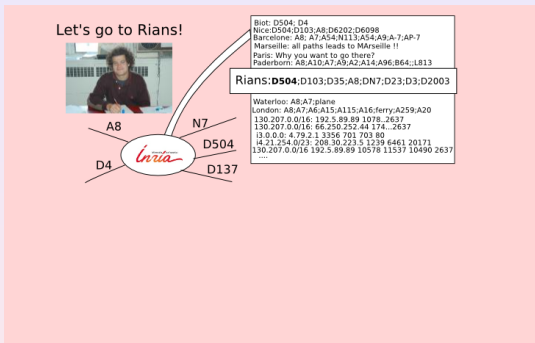 Let's go to Rians!
Biot: D504; D4
Nice:D504;D103;A8;D6202;D6098
Barcelone: A8; A7;A54;N113;A54;A9;A-7;AP-7
Marseille: all paths leads to MArseille !!
Paris: Why you want to go there?
Paderborn: A8;A10;A7;A9;A2;A14;A96;B64;;L813
Rians:D504;D103;D35;A8;DN7;D23;D3;D2003
Waterloo: A8;A7;plane
London: A8;A7;A6;A15;A115;A16;ferry;A259;A20
130.207.0.0/16: 192.5.89.89 1078..2637
130.207.0.0/16: 66.250.252.44 174...2637
i3.0.0.0: 4.79.2.1 3356 701 703 80
i4.21.254.0/23: 208.30.223.5 1239 6461 20171
130.207.0.0/16 192.5.89.89 10578 11537 10490 2637
....
A8
N7
D504
D4
D137
Inria